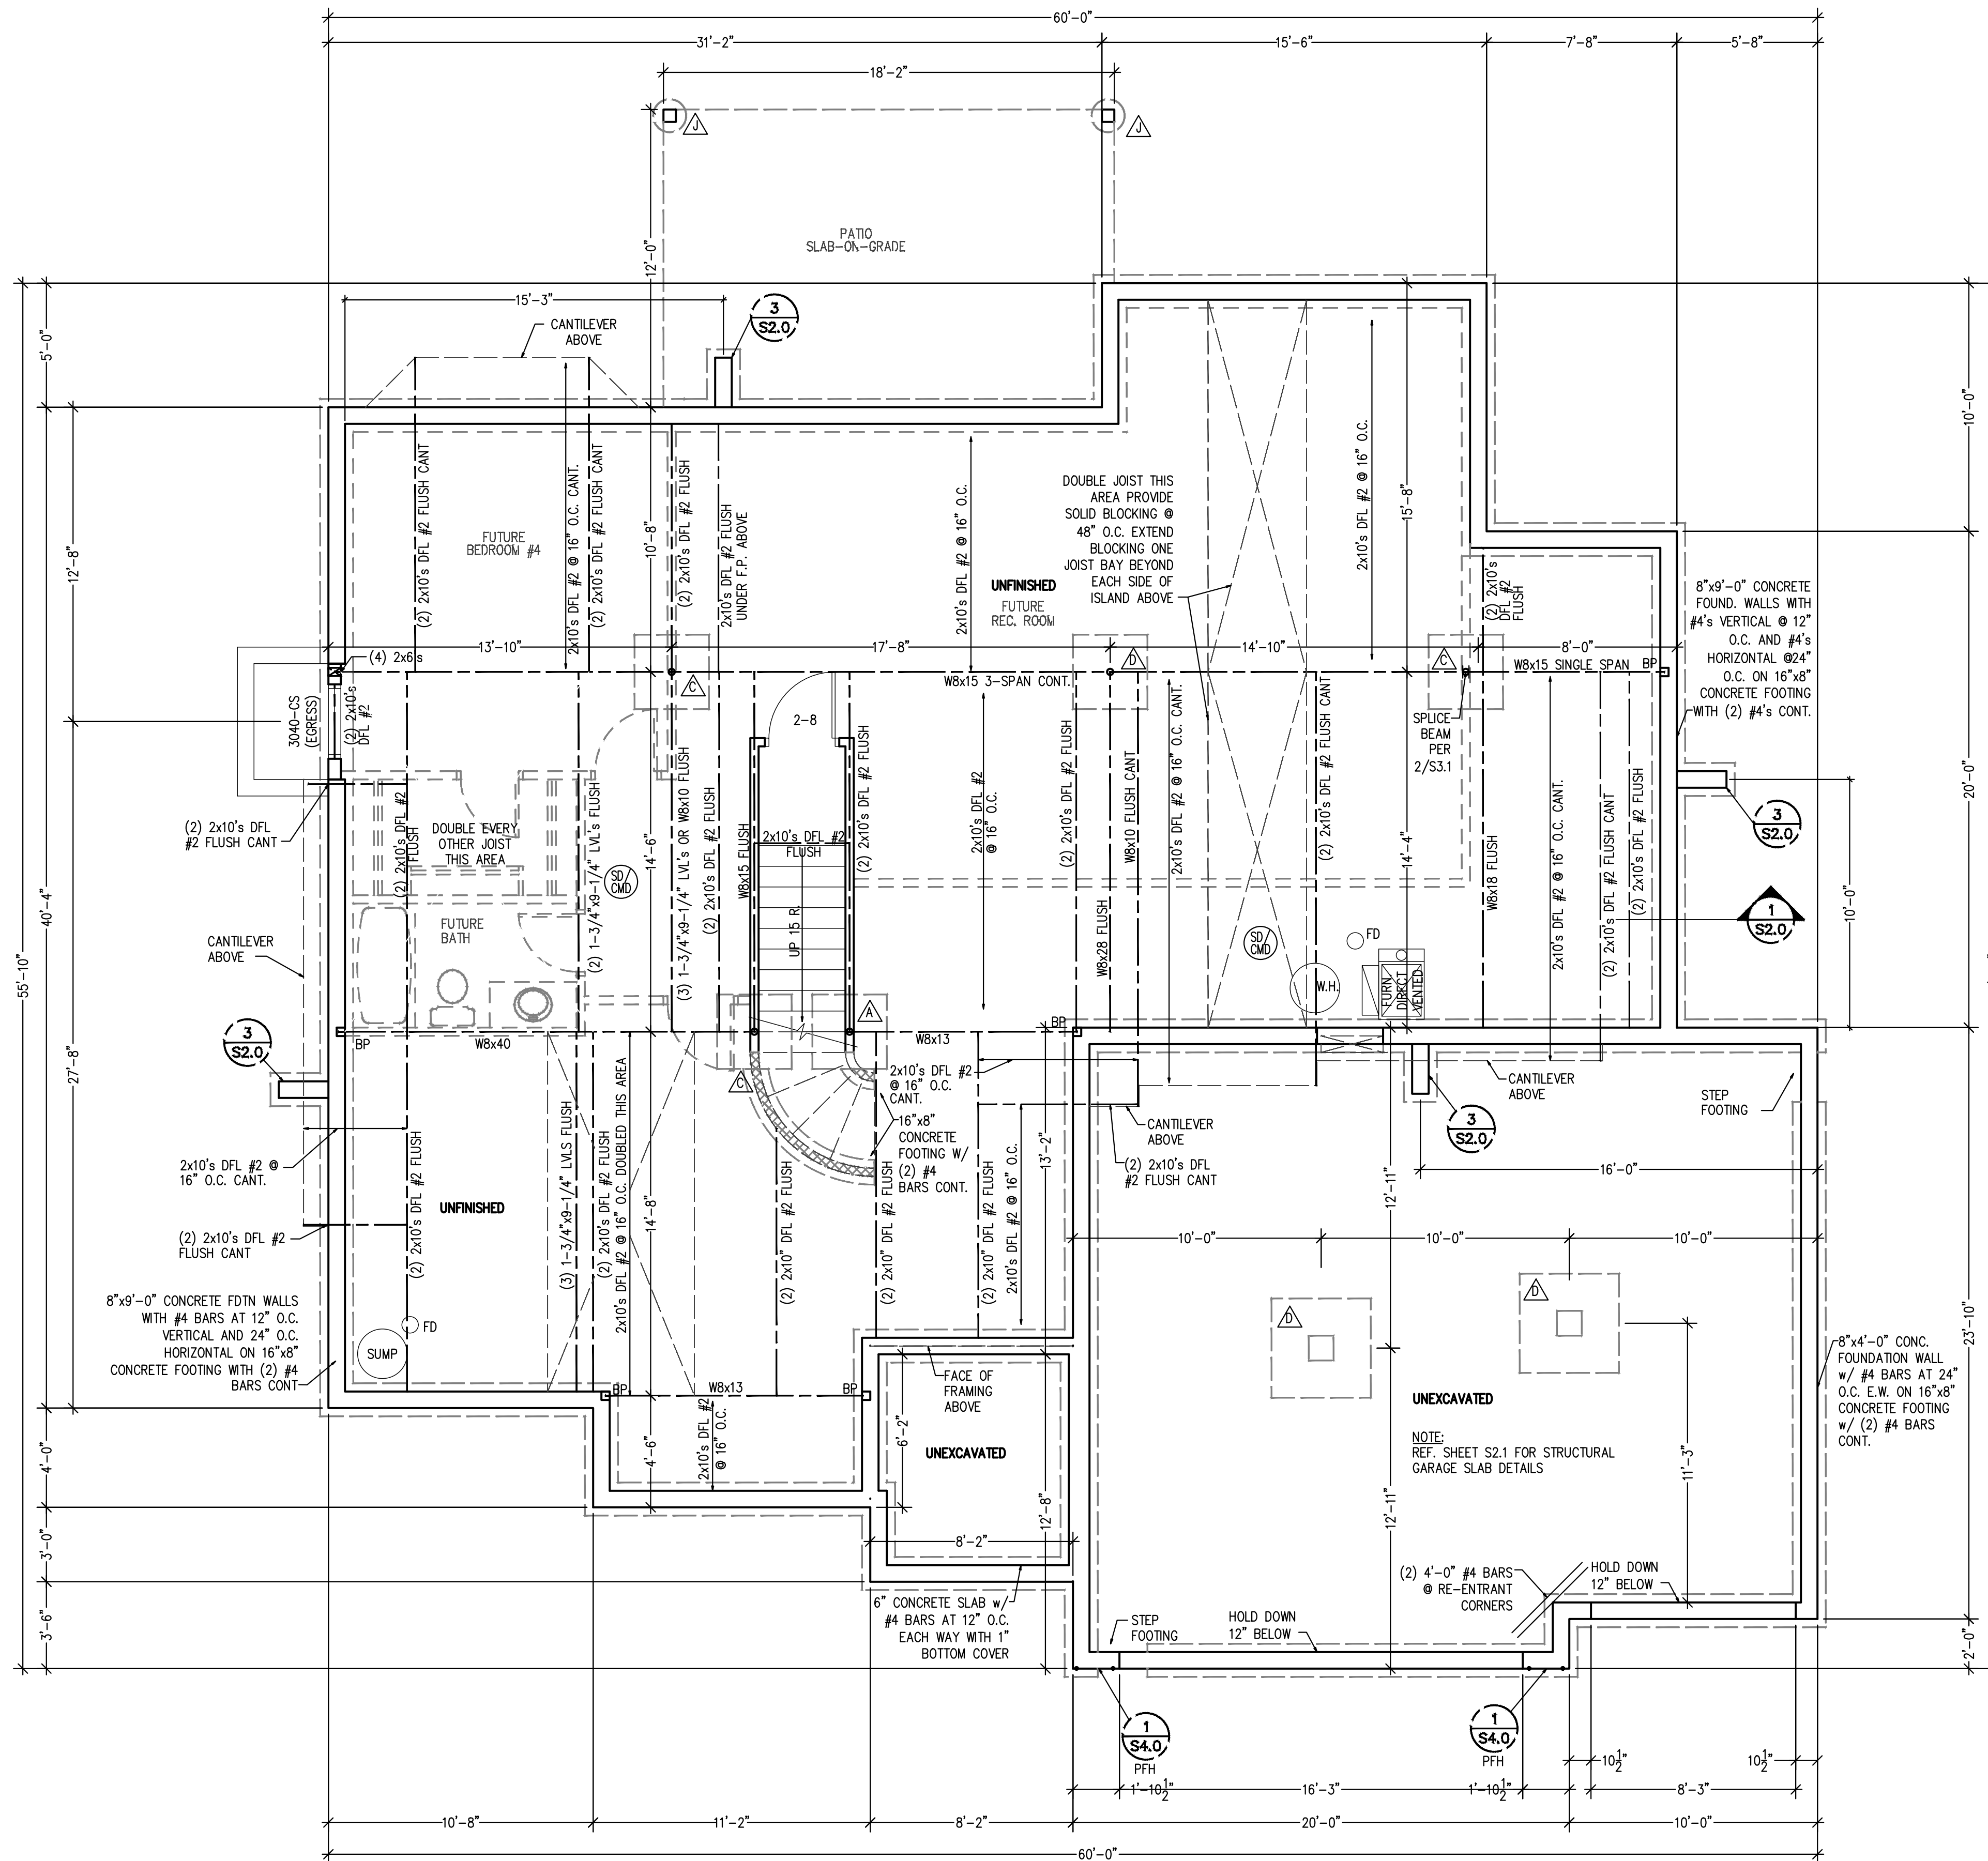 60'-0"
31'-2"
15'-6"
7'-8"
5'-8"
18'-2"
J
J
PATIO
SLAB-ON-GRADE
12'-0"
15'-3"
3
S2.0
CANTILEVER
ABOVE
5'-0"
10'-0"
12'-8"
55'-10"
40'-4"
27'-8"
(2) 2x10's DFL #2 FLUSH CANT
2x10's DFL #2 @ 16" O.C. CANT.
(2) 2x10's DFL #2 FLUSH CANT
FUTURE
BEDROOM #4
10'-8"
(2) 2x10's DFL #2 FLUSH
2x10's DFL #2 FLUSH
UNDER F.P. ABOVE
2x10's DFL #2 @ 16" O.C.
UNFINISHED
FUTURE
REC. ROOM
DOUBLE JOIST THIS
AREA PROVIDE
SOLID BLOCKING @
48" O.C. EXTEND
BLOCKING ONE
JOIST BAY BEYOND
EACH SIDE OF
ISLAND ABOVE
2x10's DFL #2 @ 16" O.C.
15'-8"
(2) 2x10's
DFL #2
FLUSH
8"x9'-0" CONCRETE
FOUND. WALLS WITH
#4's VERTICAL @ 12"
O.C. AND #4's
HORIZONTAL @24"
O.C. ON 16"x8"
CONCRETE FOOTING
WITH (2) #4's CONT.
13'-10"
17'-8"
14'-10"
8'-0"
(4) 2x6's
C
D
C
W8x15 3-SPAN CONT.
W8x15 SINGLE SPAN
BP
3040-CS
(EGRESS)
(2) 2x10's
DFL #2
2-8
SPLICE
BEAM
PER
2/S3.1
20'-0"
(2) 2x10's DFL
#2 FLUSH CANT
(2) 2x10's DFL #2
FLUSH
DOUBLE EVERY
OTHER JOIST
THIS AREA
SD/
CMD
(2) 1-3/4"x9-1/4" LVL's FLUSH
14'-6"
(3) 1-3/4"x9-1/4" LVL's OR W8x10 FLUSH
(2) 2x10's DFL #2 FLUSH
W8x15 FLUSH
2x10's DFL #2
FLUSH
UP 15 R.
(2) 2x10's DFL #2 FLUSH
2x10's DFL #2
@ 16" O.C.
(2) 2x10's DFL #2 FLUSH
W8x28 FLUSH
W8x10 FLUSH CANT
2x10's DFL #2 @ 16" O.C. CANT.
(2) 2x10's DFL #2 FLUSH CANT
14'-4"
W8x18 FLUSH
2x10's DFL #2 @ 16" O.C. CANT.
(2) 2x10's DFL #2 FLUSH CANT
(2) 2x10's DFL #2 FLUSH
3
S2.0
10'-0"
1
S2.0
FUTURE
BATH
CANTILEVER
ABOVE
SD/
CMD
FD
W.H.
FURN
DIRECT
VENTED
3
S2.0
BP
W8x40
C
A
W8x13
BP
2x10's DFL #2
@ 16" O.C.
CANT.
16"x8"
CONCRETE
FOOTING W/
(2) #4
BARS CONT.
CANTILEVER
ABOVE
(2) 2x10's DFL
#2 FLUSH CANT
CANTILEVER
ABOVE
3
S2.0
STEP
FOOTING
16'-0"
2x10's DFL #2 @
16" O.C. CANT.
(2) 2x10's DFL #2
FLUSH CANT
(2) 2x10's DFL #2 FLUSH
UNFINISHED
(3) 1-3/4"x9-1/4" LVLS FLUSH
(2) 2x10's DFL #2 FLUSH
2x10's DFL #2 @ 16" O.C. DOUBLED THIS AREA
14'-8"
(2) 2x10" DFL #2 FLUSH
(2) 2x10" DFL #2 FLUSH
(2) 2x10" DFL #2 FLUSH
2x10's DFL #2 @ 16" O.C.
13'-2"
12'-11"
10'-0"
10'-0"
10'-0"
D
D
8"x9'-0" CONCRETE FDTN WALLS
WITH #4 BARS AT 12" O.C.
VERTICAL AND 24" O.C.
HORIZONTAL ON 16"x8"
CONCRETE FOOTING WITH (2) #4
BARS CONT
FD
SUMP
BP
W8x13
BP
FACE OF
FRAMING
ABOVE
2x10's DFL #2
@ 16" O.C.
4'-6"
6'-2"
UNEXCAVATED
UNEXCAVATED
NOTE:
REF. SHEET S2.1 FOR STRUCTURAL
GARAGE SLAB DETAILS
11'-3"
23'-10"
8"x4'-0" CONC.
FOUNDATION WALL
w/ #4 BARS AT 24"
O.C. E.W. ON 16"x8"
CONCRETE FOOTING
w/ (2) #4 BARS
CONT.
4'-0"
3'-0"
3'-6"
8'-2"
12'-8"
12'-11"
6" CONCRETE SLAB w/
#4 BARS AT 12" O.C.
EACH WAY WITH 1"
BOTTOM COVER
STEP
FOOTING
HOLD DOWN
12" BELOW
(2) 4'-0" #4 BARS
@ RE-ENTRANT
CORNERS
HOLD DOWN
12" BELOW
2'-0"
1
S4.0
PFH
1
S4.0
PFH
10½"
10½"
1'-10½"
16'-3"
1'-10½"
8'-3"
10'-8"
11'-2"
8'-2"
20'-0"
10'-0"
60'-0"